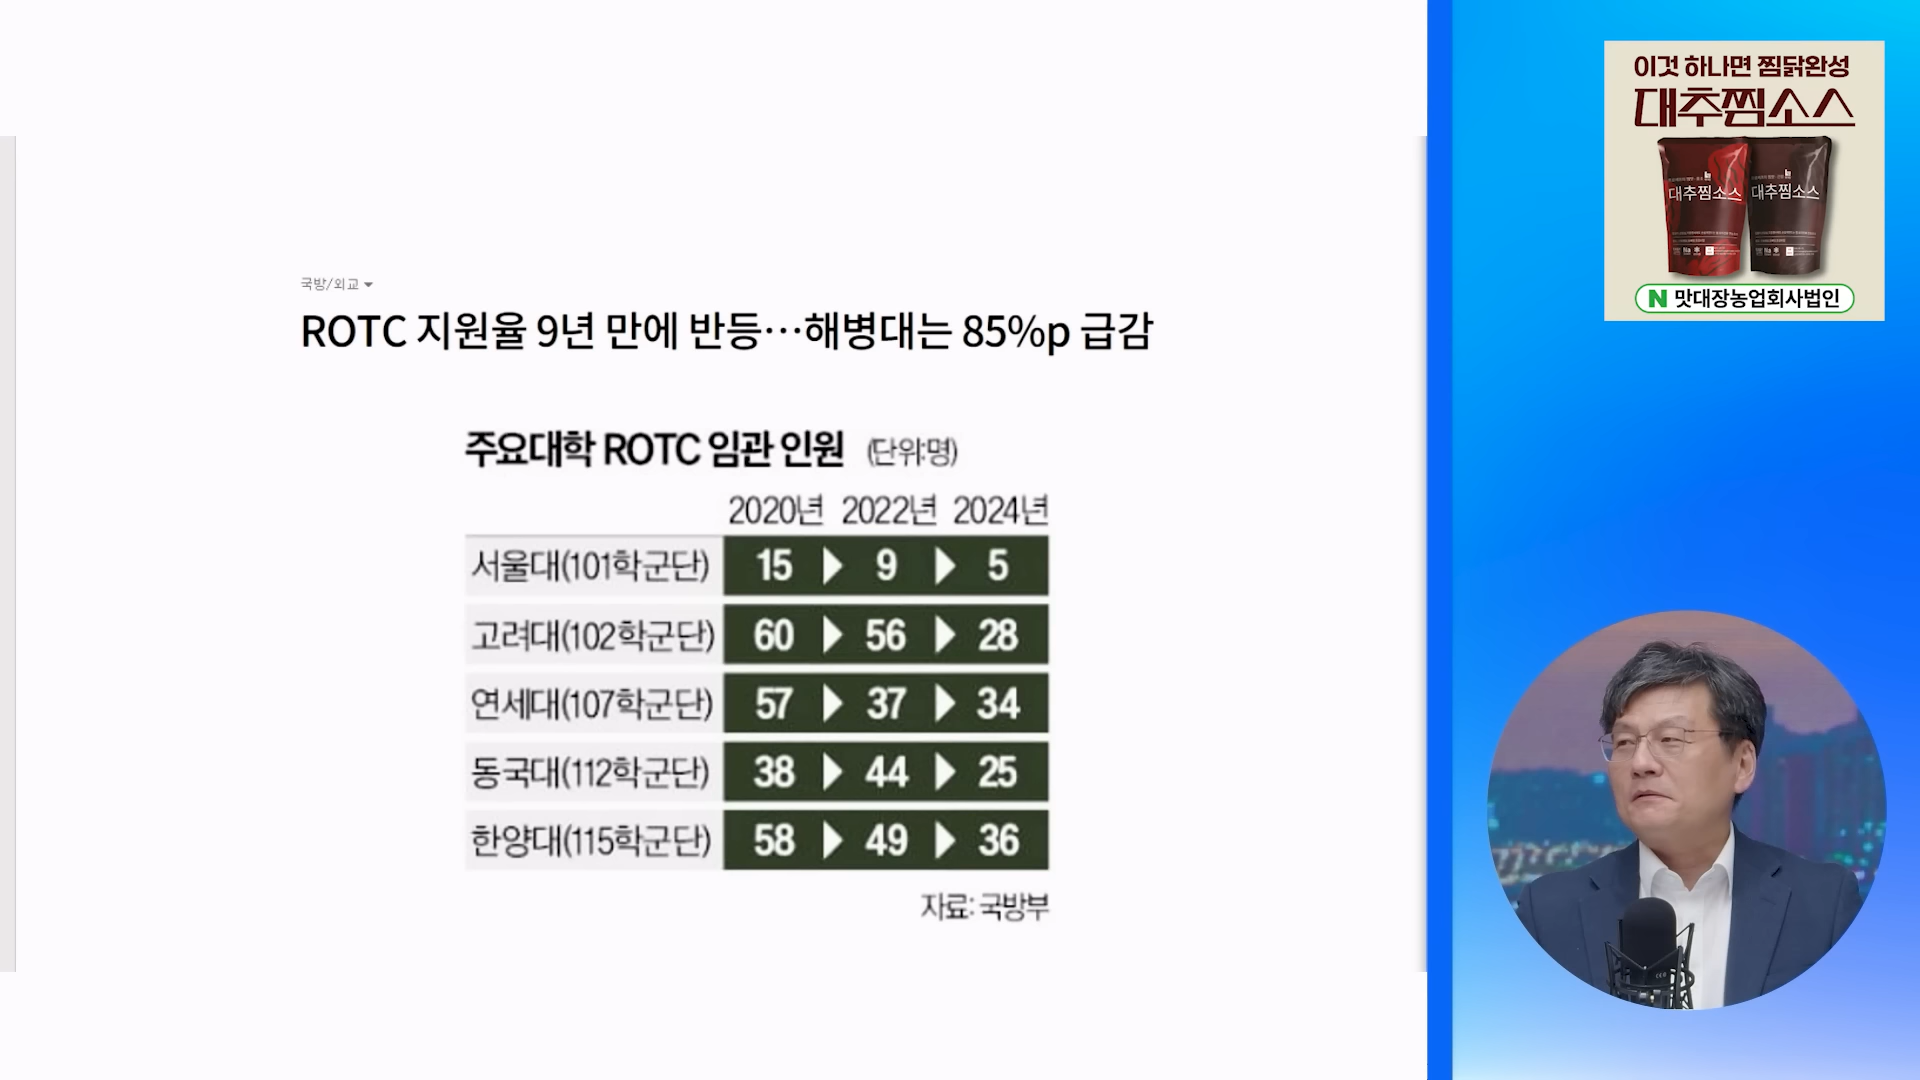 국방/외교
ROTC 지원율 9년 만에 반등…해병대는 85%p 급감
주요대학 ROTC 임관 인원 (단위:명)
2020년 2022년 2024년
서울대(101학군단) 15 ▶ 9 ▶ 5
고려대(102학군단) 60 ▶ 56 ▶ 28
연세대(107학군단) 57 ▶ 37 ▶ 34
동국대(112학군단) 38 ▶ 44 ▶ 25
한양대(115학군단) 58 ▶ 49 ▶ 36
자료: 국방부
이것 하나면 찜닭완성
대추찜소스
대추찜소스
대추찜소스
N 맛대장농업회사법인